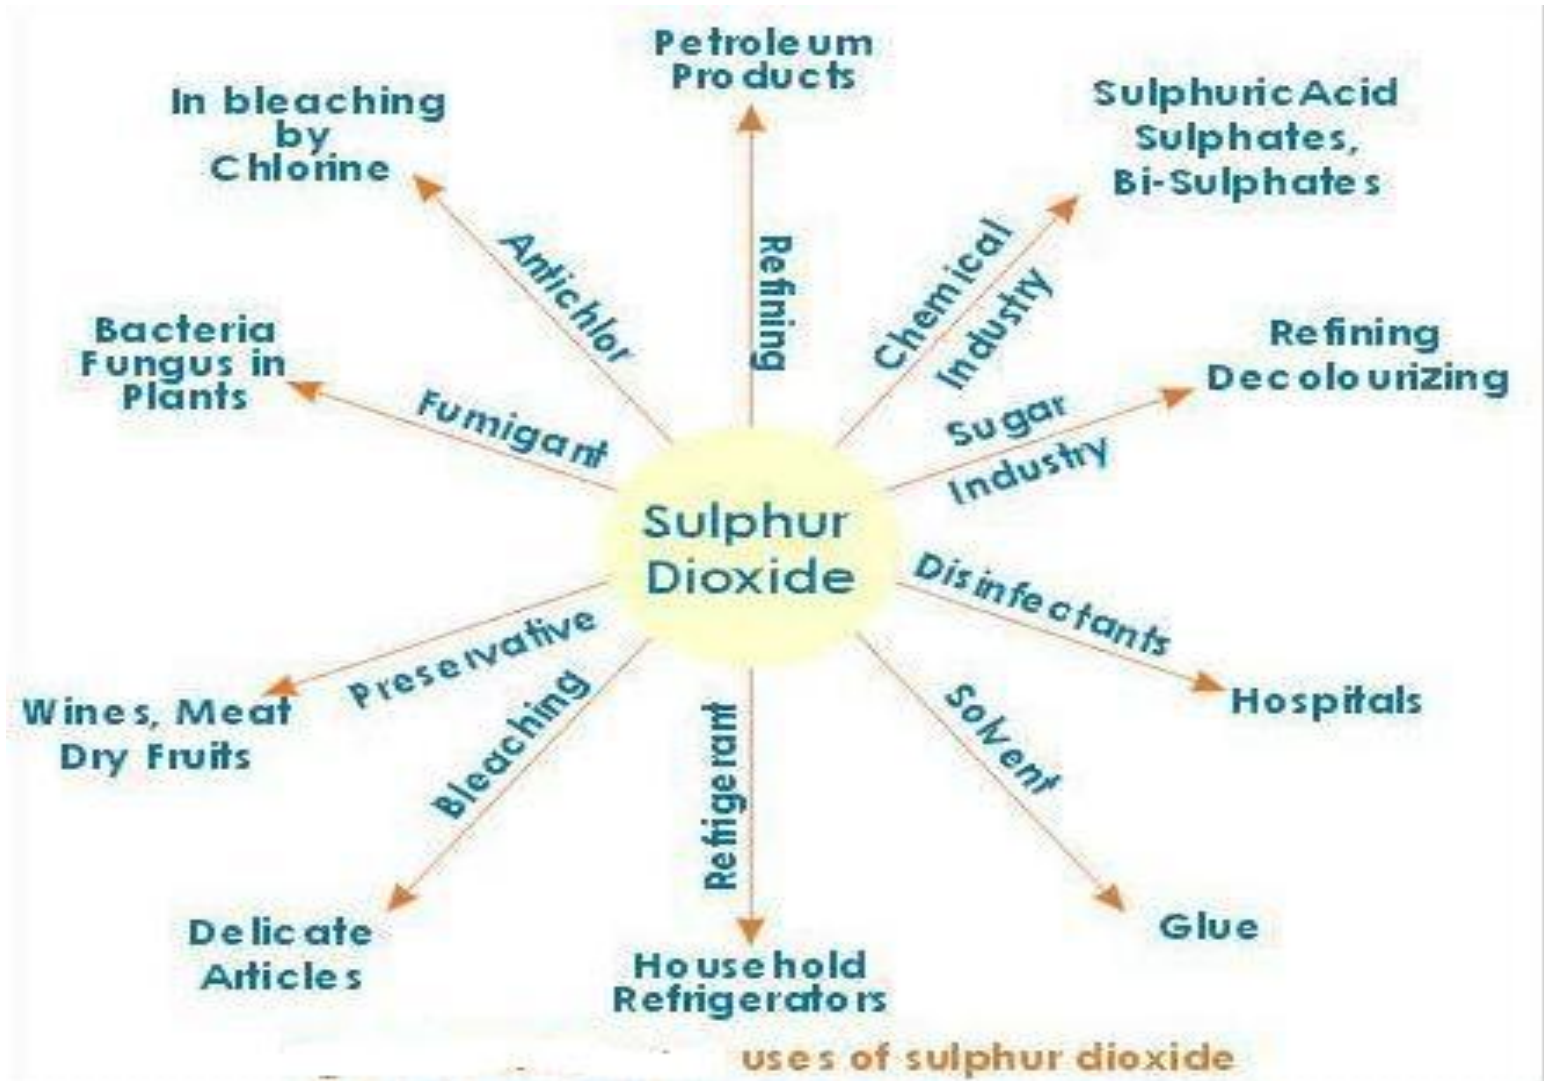 Petroleum
Products
In bleaching
by
Chlorine
Sulphuric Acid
Sulphates,
Bi-Sulphates
Antichlor
Refining
Chemical
Industry
Bacteria
Fungus in
Plants
Fumigant
Sugar
Industry
Refining
Decolourizing
Sulphur
Dioxide
Preservative
Wines, Meat
Dry Fruits
Disinfectants
Hospitals
Bleaching
Delicate
Articles
Refrigerant
Household
Refrigerators
Solvent
Glue
uses of sulphur dioxide